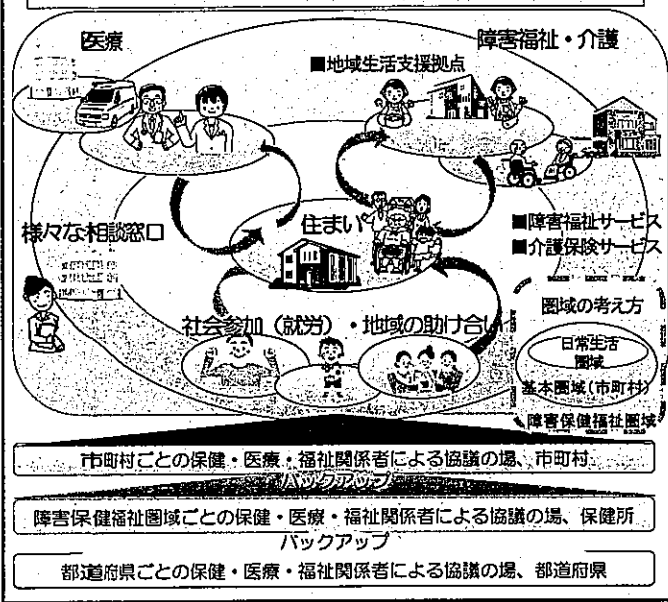 医療
障害福祉・介護
■地域生活支援拠点
様々な相談窓口
住まい
■障害福祉サービス
■介護保険サービス
社会参加（就労）・地域の助け合い
圏域の考え方
日常生活
圏域
基本圏域（市町村）
障害保健福祉圏域
市町村ごとの保健・医療・福祉関係者による協議の場、市町村
バックアップ
障害保健福祉圏域ごとの保健・医療・福祉関係者による協議の場、保健所
バックアップ
都道府県ごとの保健・医療・福祉関係者による協議の場、都道府県